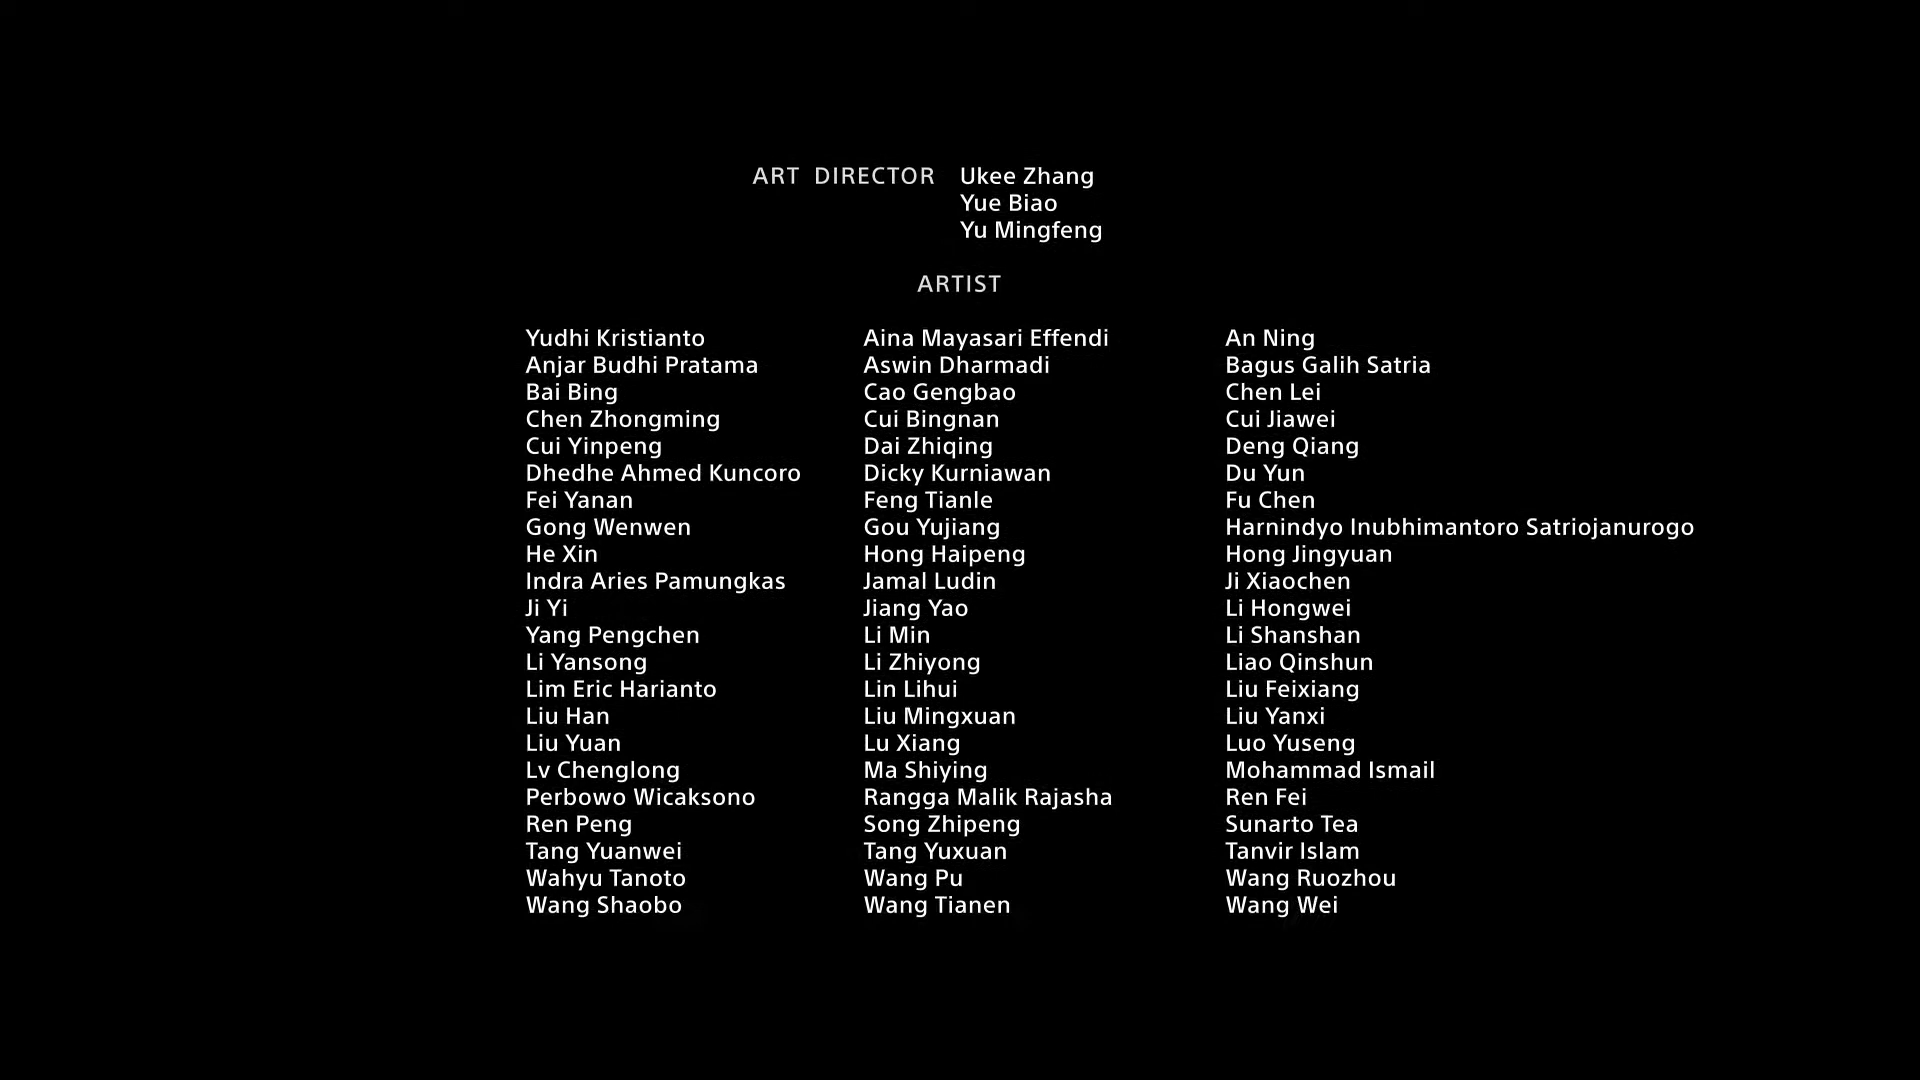 ART DIRECTOR Ukee Zhang
Yue Biao
Yu Mingfeng
ARTIST
Yudhi Kristianto Aina Mayasari Effendi An Ning
Anjar Budhi Pratama Aswin Dharmadi Bagus Galih Satria
Bai Bing Cao Gengbao Chen Lei
Chen Zhongming Cui Bingnan Cui Jiawei
Cui Yinpeng Dai Zhiqing Deng Qiang
Dhedhe Ahmed Kuncoro Dicky Kurniawan Du Yun
Fei Yanan Feng Tianle Fu Chen
Gong Wenwen Gou Yujiang Harnindyo Inubhimantoro Satriojanurogo
He Xin Hong Haipeng Hong Jingyuan
Indra Aries Pamungkas Jamal Ludin Ji Xiaochen
Ji Yi Jiang Yao Li Hongwei
Yang Pengchen Li Min Li Shanshan
Li Yansong Li Zhiyong Liao Qinshun
Lim Eric Harianto Lin Lihui Liu Feixiang
Liu Han Liu Mingxuan Liu Yanxi
Liu Yuan Lu Xiang Luo Yuseng
Lv Chenglong Ma Shiying Mohammad Ismail
Perbowo Wicaksono Rangga Malik Rajasha Ren Fei
Ren Peng Song Zhipeng Sunarto Tea
Tang Yuanwei Tang Yuxuan Tanvir Islam
Wahyu Tanoto Wang Pu Wang Ruozhou
Wang Shaobo Wang Tianen Wang Wei